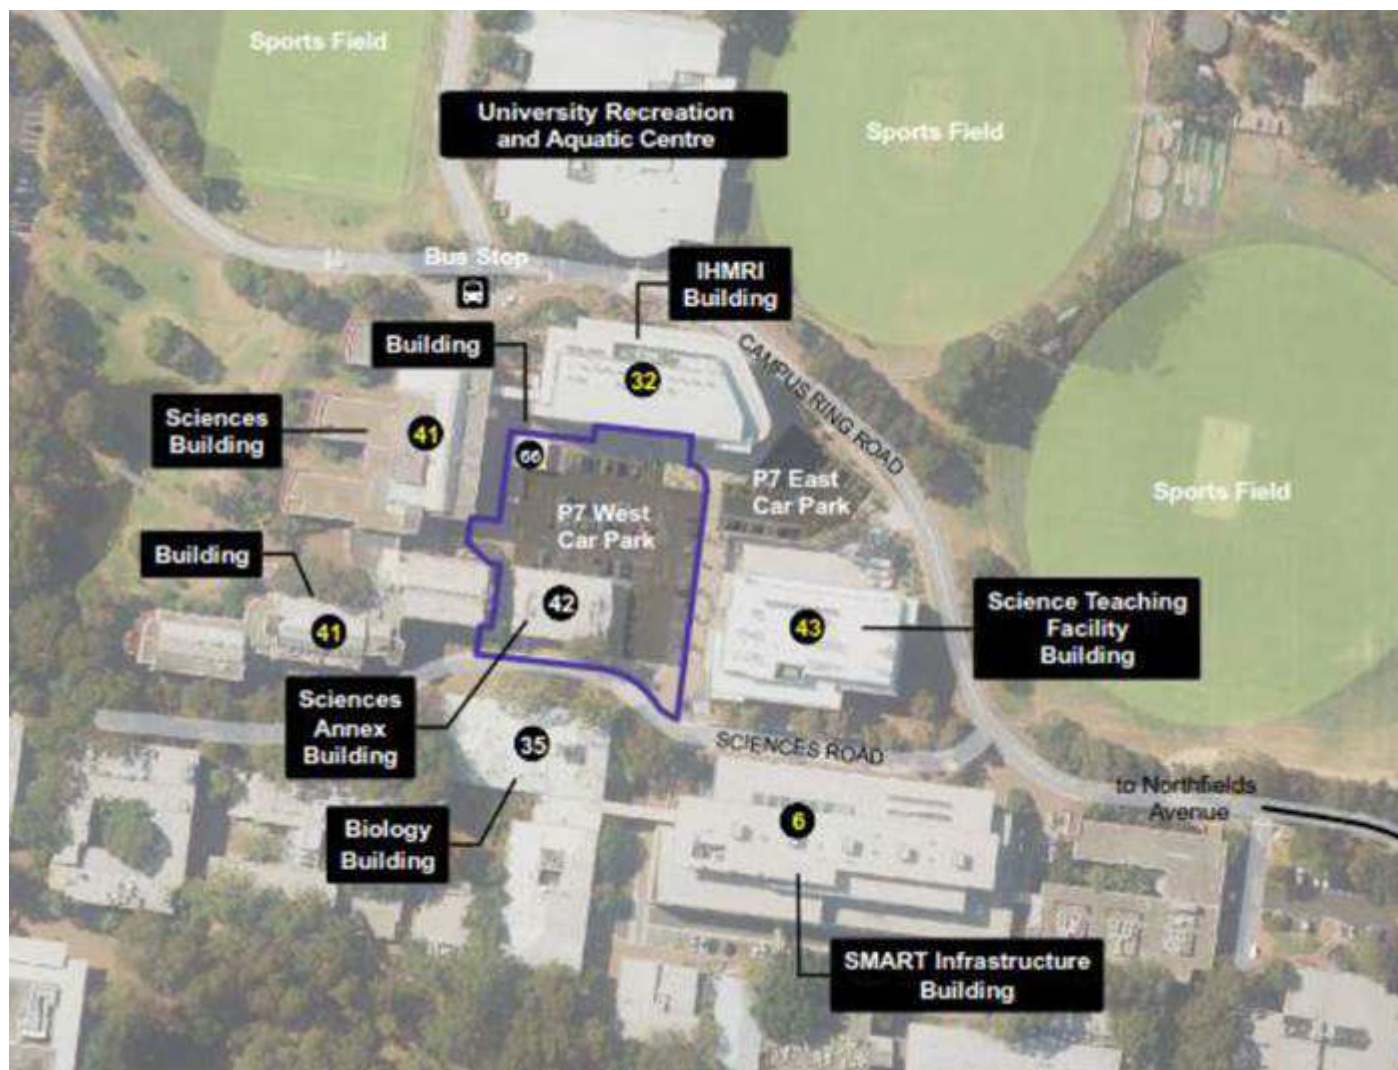 Sports Field
University Recreation
and Aquatic Centre
Sports Field
Bus Stop
IHMRI
Building
Building
32
CAMPUS RING ROAD
Sciences
Building
41
66
P7 East
Car Park
Sports Field
P7 West
Car Park
Building
42
41
43
Science Teaching
Facility
Building
Sciences
Annex
Building
35
SCIENCES ROAD
to Northfields
Avenue
6
Biology
Building
SMART Infrastructure
Building